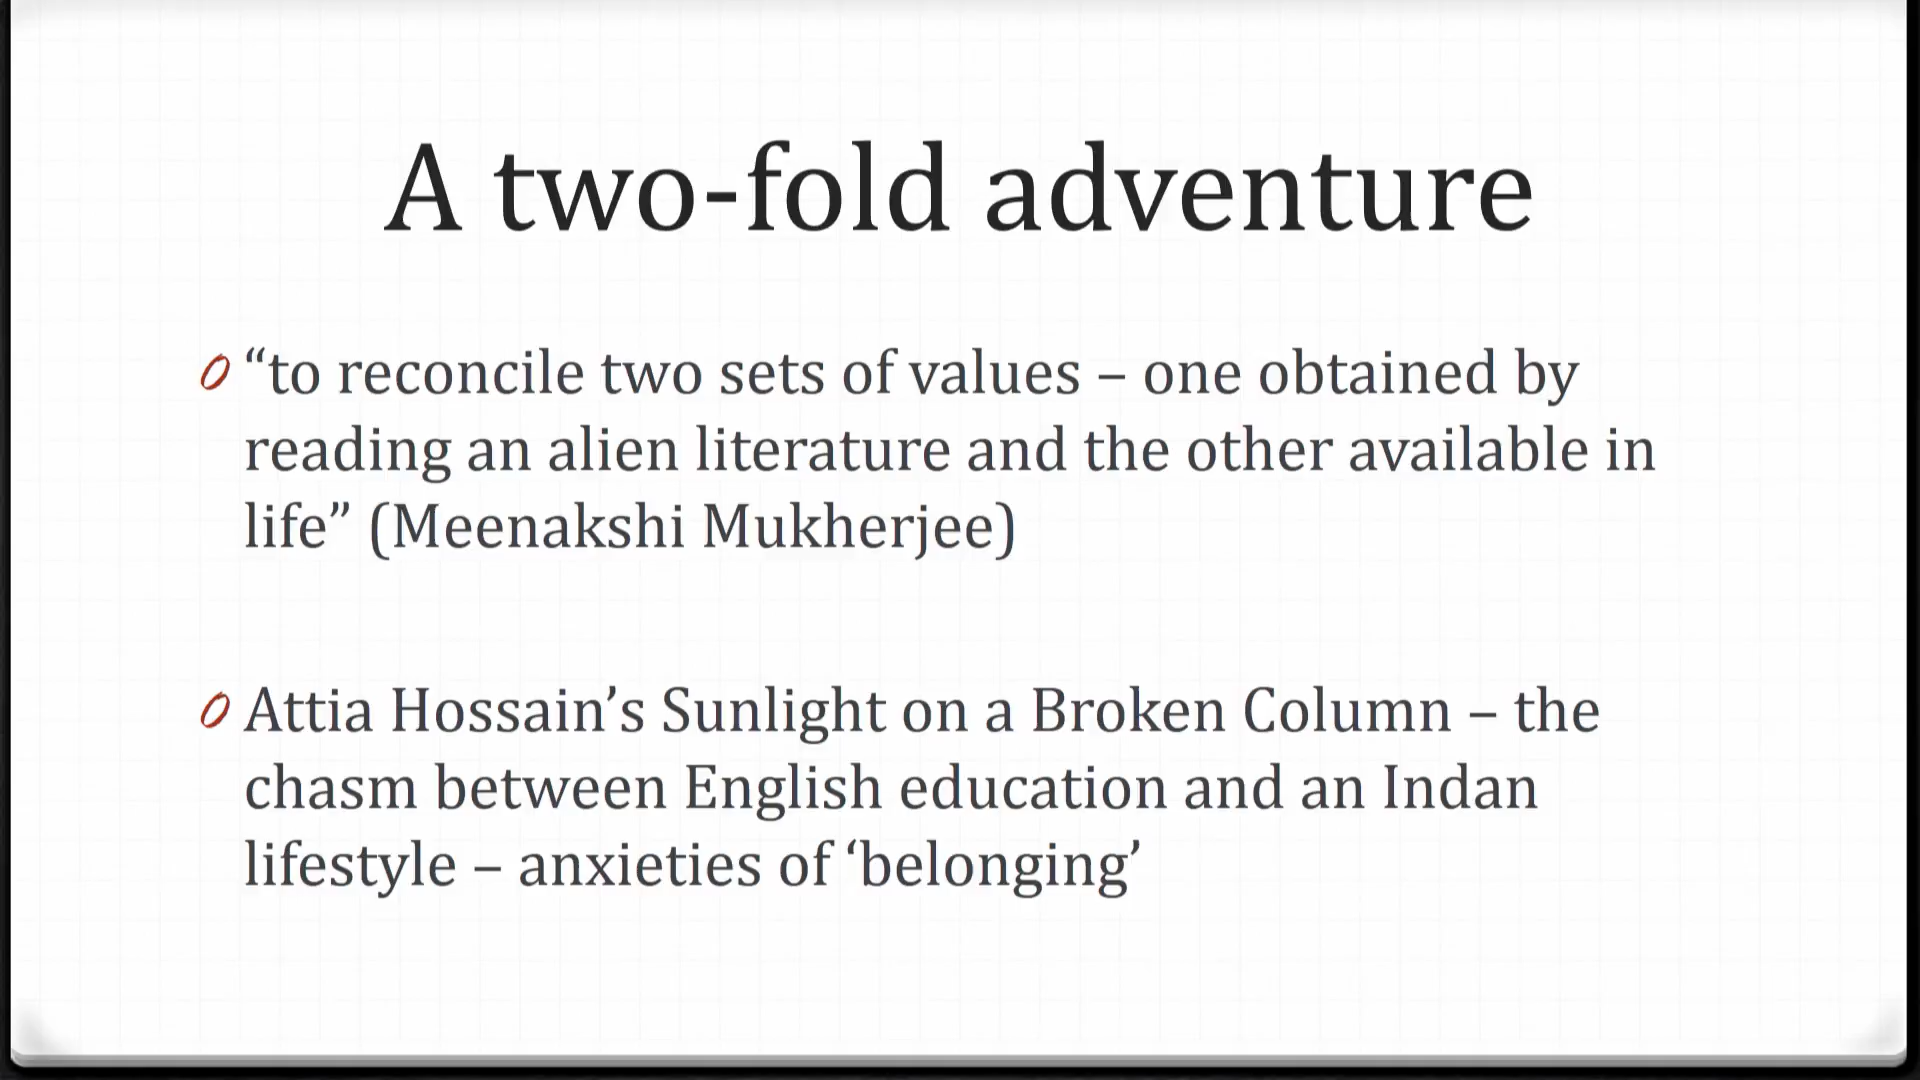 A two-fold adventure
“to reconcile two sets of values – one obtained by
reading an alien literature and the other available in
life” (Meenakshi Mukherjee)
Attia Hossain’s Sunlight on a Broken Column – the
chasm between English education and an Indan
lifestyle – anxieties of ‘belonging’